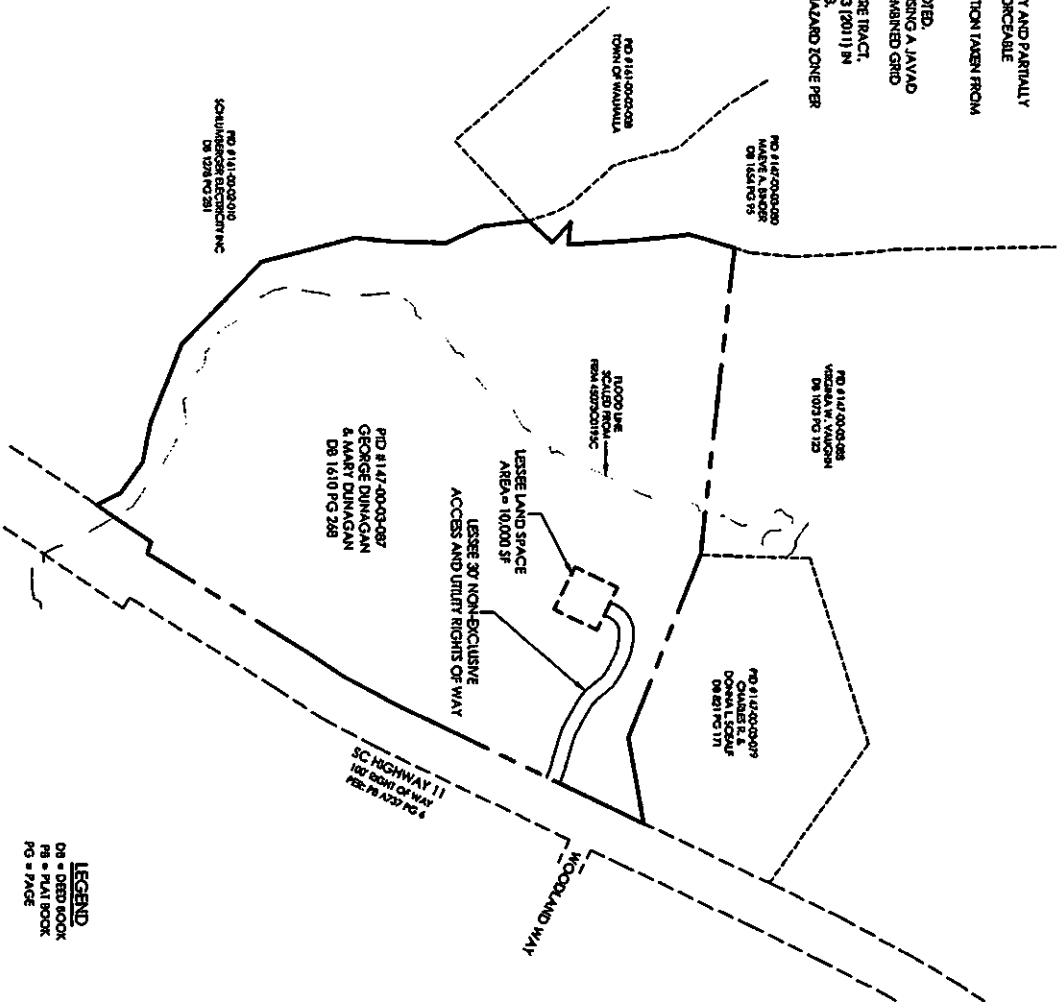 Y AND PARTIALLY
ORCEABLE
TION TAKEN FROM
OTED.
SING A JAVAD
MBINED GRID
RE TRACT.
3 (2011) IN
HAZARD ZONE PER
PID #161-00-02-008
TOWN OF WALHALLA
PID #147-00-03-080
MAEVE A. BINDER
DB 1654 PG 95
PID #161-00-02-010
SCHLUMBERGER ELECTRICITY INC
DB 1278 PG 281
PID #147-00-03-088
VIRGINIA W. VAUGHN
DB 1073 PG 123
FLOOD LINE
SCALED FROM
FIRM 45073C0195C
LESSEE LAND SPACE
AREA= 10,000 SF
LESSEE 30' NON-EXCLUSIVE
ACCESS AND UTILITY RIGHTS OF WAY
PID #147-00-03-087
GEORGE DUNAGAN
& MARY DUNAGAN
DB 1610 PG 268
PID #147-00-03-079
CHARLES R. &
DONNA L.
DB 821 PG 171
SC HIGHWAY 11
100' RIGHT OF WAY
PER: PB A737 PG 6
WOODLAND WAY
LEGEND
DB = DEED BOOK
PB = PLAT BOOK
PG = PAGE